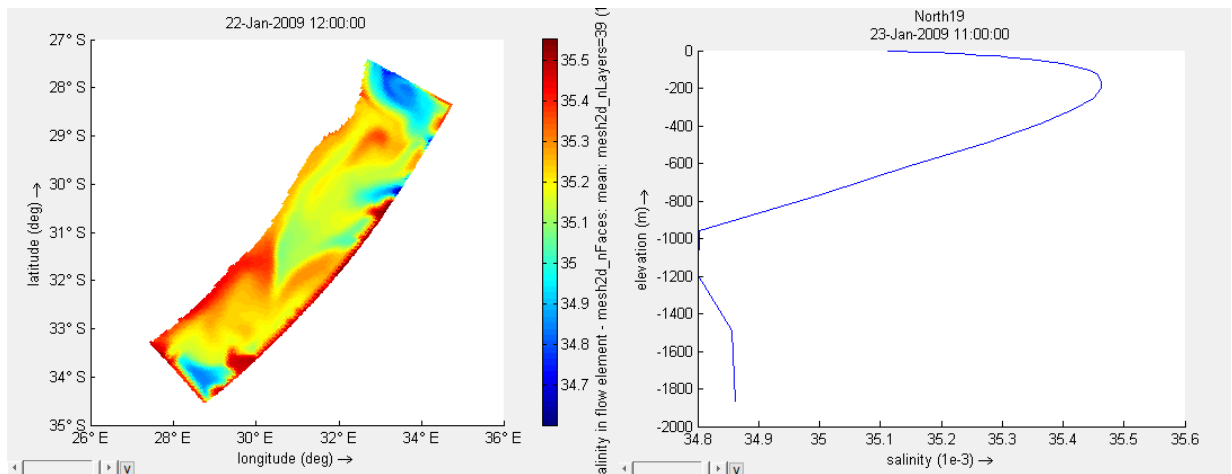 22-Jan-2009 12:00:00
27° S
28° S
29° S
30° S
31° S
32° S
33° S
34° S
35° S
latitude (deg) →
26° E
28° E
30° E
32° E
34° E
36° E
longitude (deg) →
35.5
35.4
35.3
35.2
35.1
35
34.9
34.8
34.7
salinity in flow element - mesh2d_nFaces: mean: mesh2d_nLayers=39 (1
v
North19
23-Jan-2009 11:00:00
0
-200
-400
-600
-800
-1000
-1200
-1400
-1600
-1800
-2000
elevation (m) →
34.8
34.9
35
35.1
35.2
35.3
35.4
35.5
35.6
salinity (1e-3) →
v